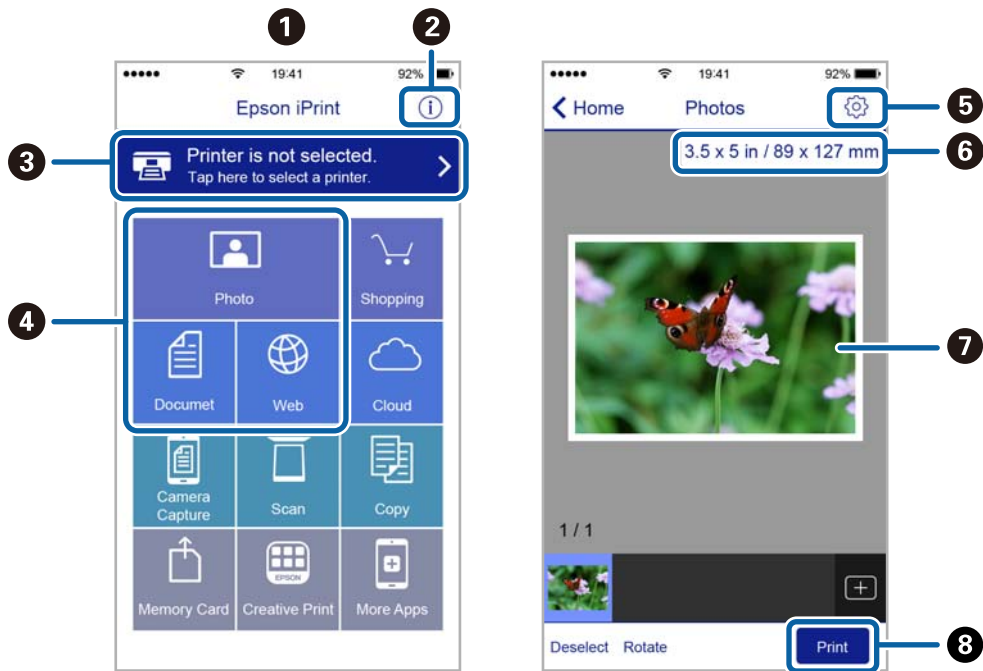 1
2
19:41
92%
Epson iPrint
i
3
Printer is not selected.
Tap here to select a printer.
4
Photo
Shopping
Documet
Web
Cloud
Camera
Capture
Scan
Copy
EPSON
Memory Card
Creative Print
More Apps
19:41
92%
Home
Photos
5
3.5 x 5 in / 89 x 127 mm
6
7
1 / 1
Deselect
Rotate
Print
8